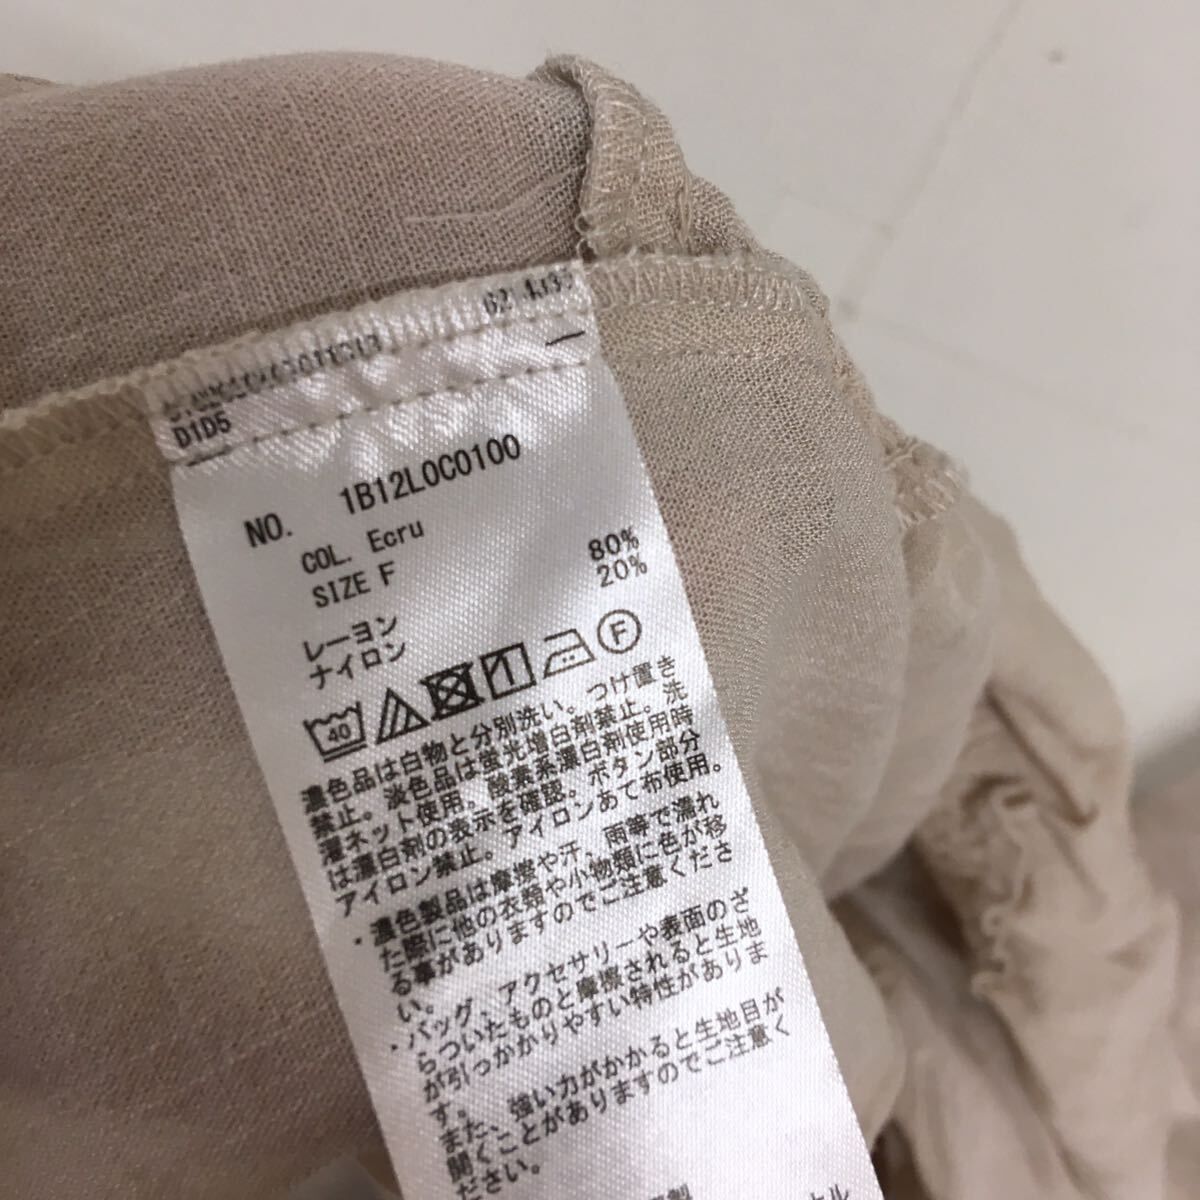 D1D5
NO. 1B12L0C0100
COL. Ecru
SIZE F
レーヨン 80%
ナイロン 20%
40 F
濃色品は白物と分別洗い。つけ置き
禁止。淡色品は蛍光増白剤禁止。洗
濯ネット使用。酸素系漂白剤使用時
は漂白剤の表示を確認。ボタン部分
アイロン禁止。アイロンあて布使用。
・濃色製品は摩擦や汗、雨等で濡れ
た際に他の衣類や小物類に色が移
る事がありますのでご注意くださ
い。
・バッグ、アクセサリーや表面のざ
らついたものと摩擦されると生地
が引っかかりやすい特性がありま
す。
また、強い力がかかると生地目が
開くことがありますのでご注意く
ださい。